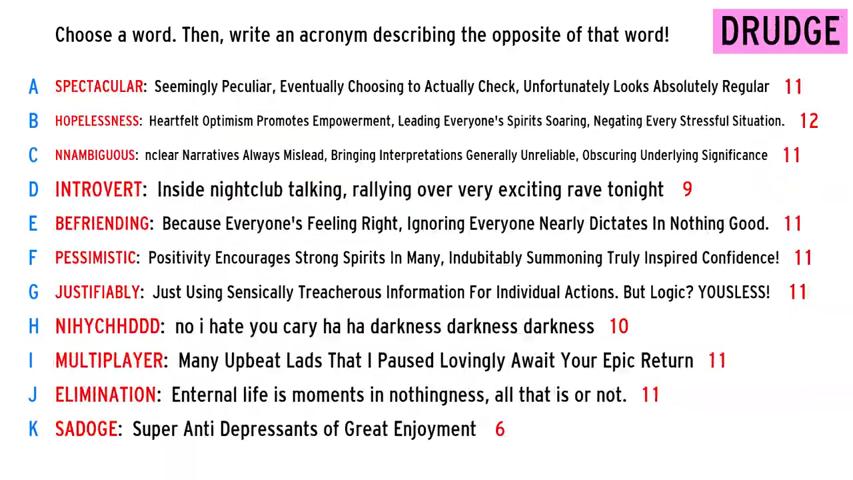 Choose a word. Then, write an acronym describing the opposite of that word! DRUDGE
A SPECTACULAR: Seemingly Peculiar, Eventually Choosing to Actually Check, Unfortunately Looks Absolutely Regular 11
B HOPELESSNESS: Heartfelt Optimism Promotes Empowerment, Leading Everyone's Spirits Soaring, Negating Every Stressful Situation. 12
C NNAMBIGUOUS: nclear Narratives Always Mislead, Bringing Interpretations Generally Unreliable, Obscuring Underlying Significance 11
D INTROVERT: Inside nightclub talking, rallying over very exciting rave tonight 9
E BEFRIENDING: Because Everyone's Feeling Right, Ignoring Everyone Nearly Dictates In Nothing Good. 11
F PESSIMISTIC: Positivity Encourages Strong Spirits In Many, Indubitably Summoning Truly Inspired Confidence! 11
G JUSTIFIABLY: Just Using Sensically Treacherous Information For Individual Actions. But Logic? YOUSLESS! 11
H NIHYCHHDDD: no i hate you cary ha ha darkness darkness darkness 10
I MULTIPLAYER: Many Upbeat Lads That I Paused Lovingly Await Your Epic Return 11
J ELIMINATION: Enternal life is moments in nothingness, all that is or not. 11
K SADOGE: Super Anti Depressants of Great Enjoyment 6